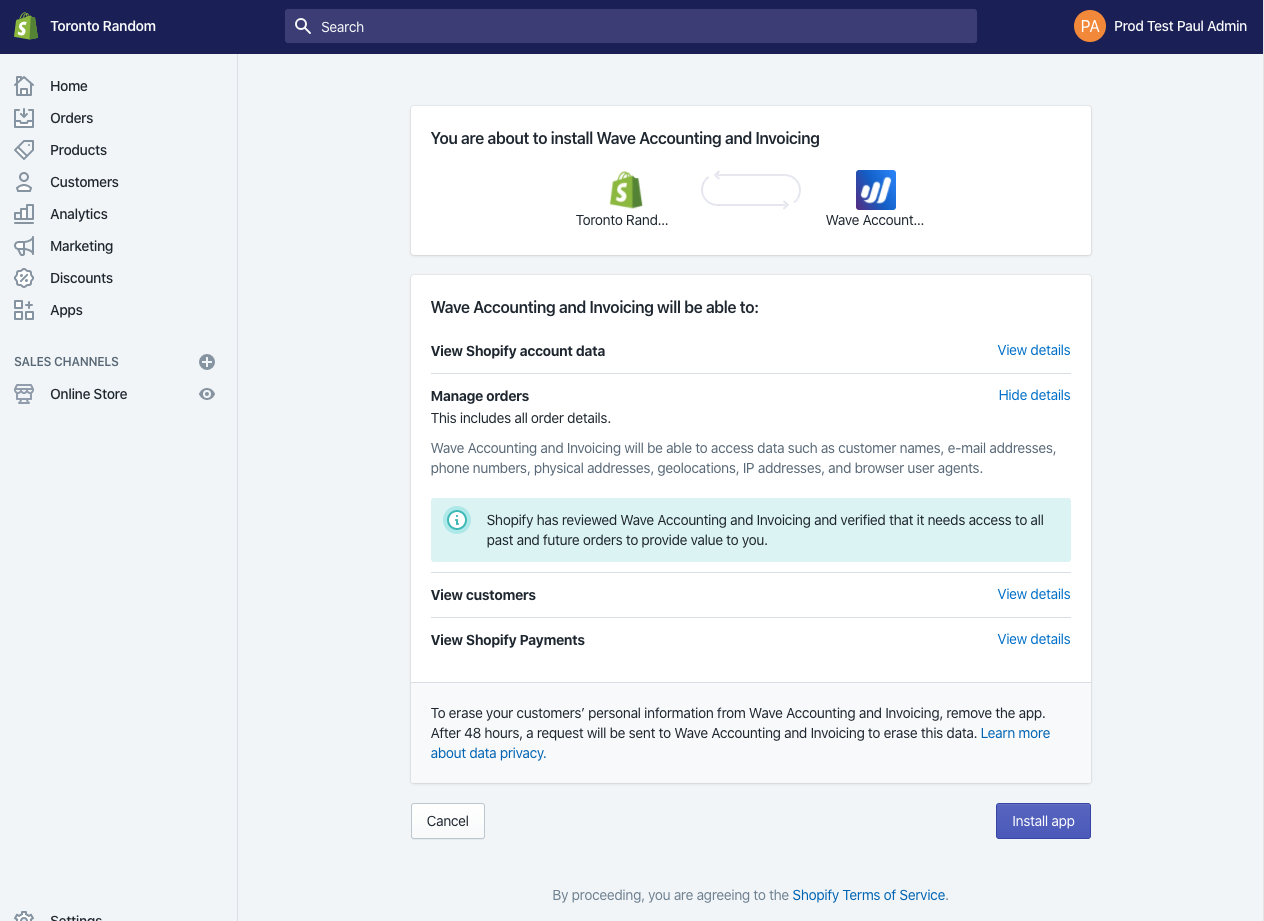 Toronto Random
Search
PA
Prod Test Paul Admin
Home
Orders
Products
Customers
Analytics
Marketing
Discounts
Apps
SALES CHANNELS
Online Store
Settings
You are about to install Wave Accounting and Invoicing
Toronto Rand...
Wave Account...
Wave Accounting and Invoicing will be able to:
View Shopify account data
View details
Manage orders
Hide details
This includes all order details.
Wave Accounting and Invoicing will be able to access data such as customer names, e-mail addresses,
phone numbers, physical addresses, geolocations, IP addresses, and browser user agents.
Shopify has reviewed Wave Accounting and Invoicing and verified that it needs access to all
past and future orders to provide value to you.
View customers
View details
View Shopify Payments
View details
To erase your customers’ personal information from Wave Accounting and Invoicing, remove the app.
After 48 hours, a request will be sent to Wave Accounting and Invoicing to erase this data. Learn more
about data privacy.
Cancel
Install app
By proceeding, you are agreeing to the Shopify Terms of Service.